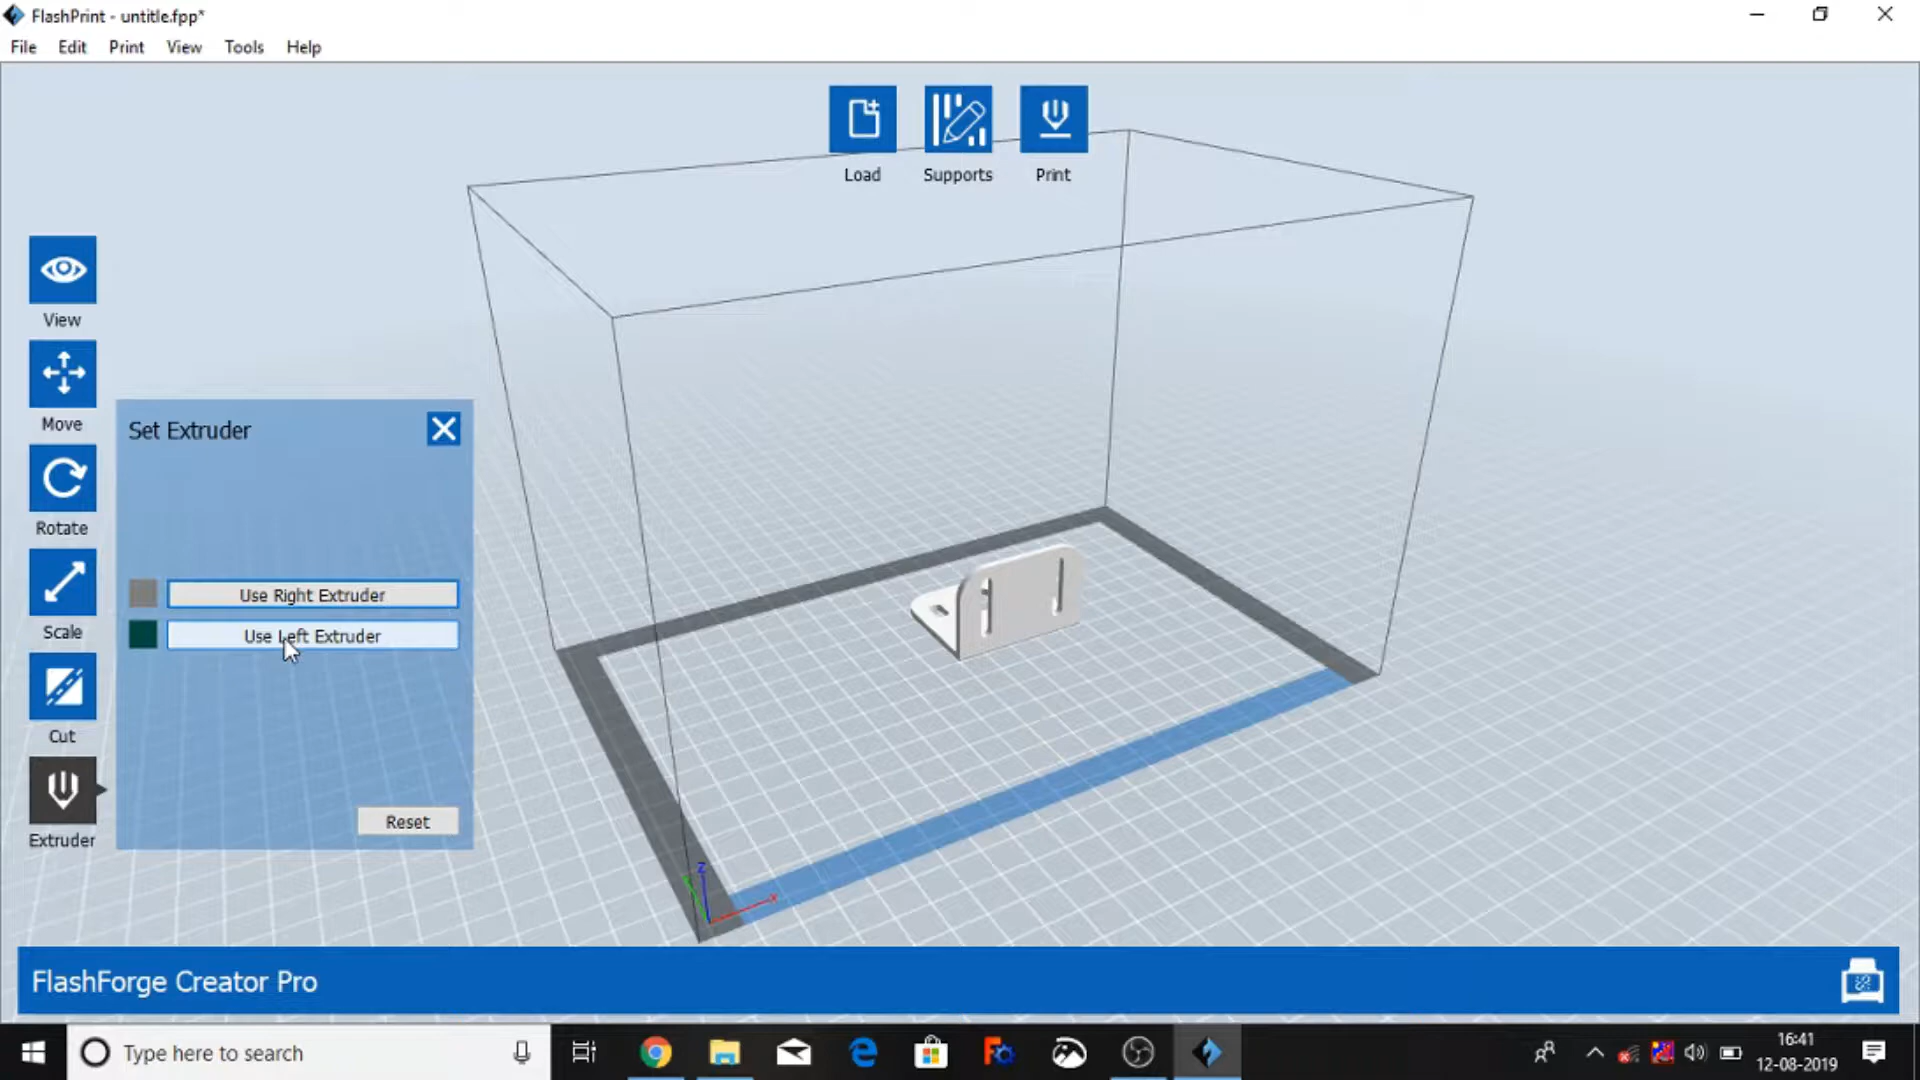 FlashPrint - untitle.fpp*
File Edit Print View Tools Help
Load Supports Print
View
Move
Rotate
Scale
Cut
Extruder
Set Extruder
Use Right Extruder
Use Left Extruder
Reset
z
x
FlashForge Creator Pro
Type here to search
16:41
12-08-2019